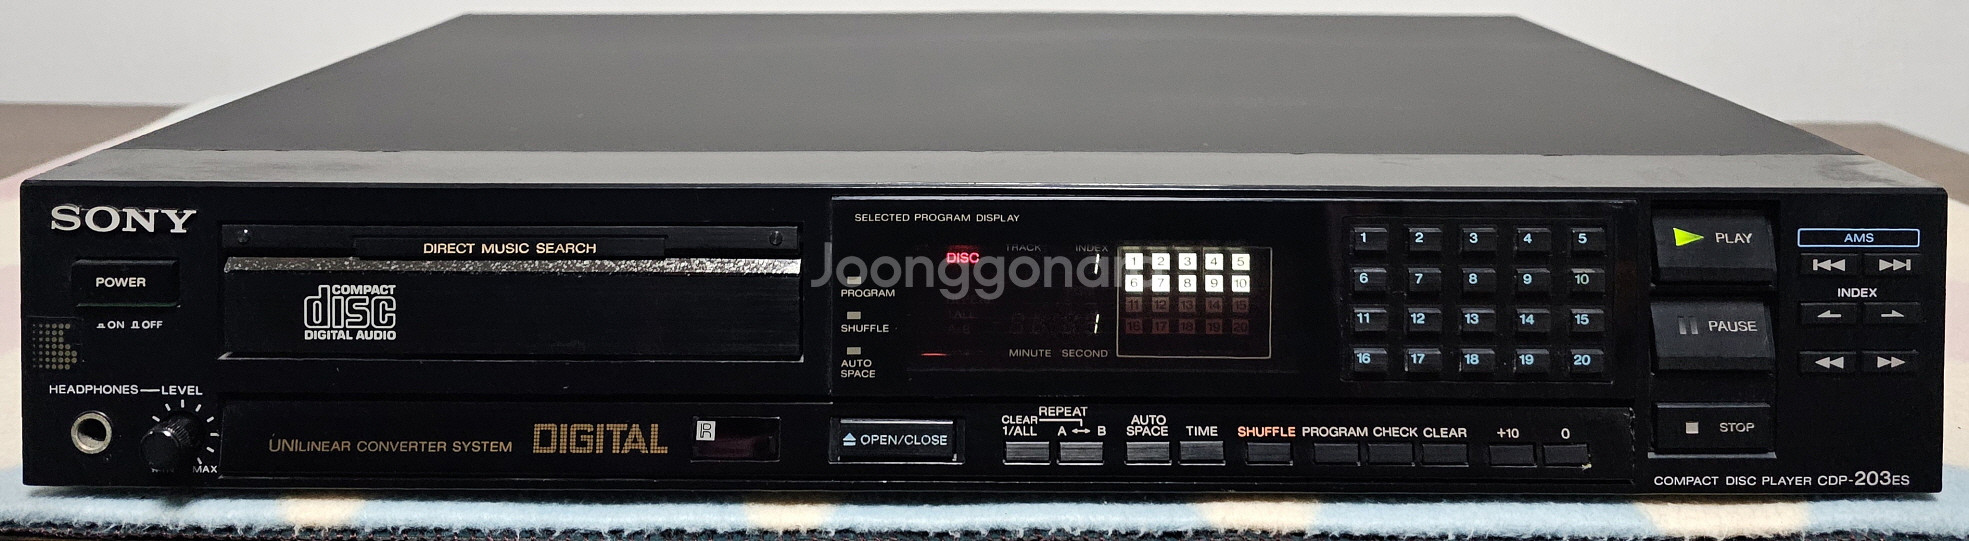 SONY
POWER
ON OFF
HEADPHONES LEVEL
MAX
DIRECT MUSIC SEARCH
COMPACT
disc
DIGITAL AUDIO
UNILINEAR CONVERTER SYSTEM
DIGITAL
SELECTED PROGRAM DISPLAY
DISC TRACK INDEX
1
PROGRAM
SHUFFLE
AUTO
SPACE
1
MINUTE SECOND
1 2 3 4 5
6 7 8 9 10
11 12 13 14 15
16 17 18 19 20
Joonggonara
1 2 3 4 5
6 7 8 9 10
11 12 13 14 15
16 17 18 19 20
OPEN/CLOSE
REPEAT
CLEAR
1/ALL A ↔ B
AUTO
SPACE
TIME
SHUFFLE PROGRAM CHECK CLEAR +10 0
PLAY
PAUSE
STOP
AMS
INDEX
COMPACT DISC PLAYER CDP-203ES